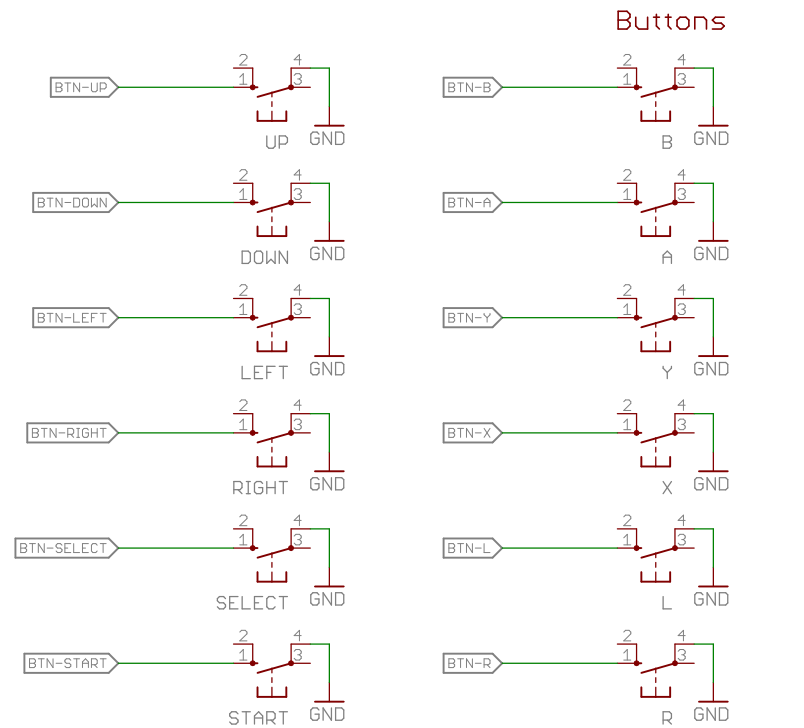 Buttons
2 4 2 4
BTN-UP 1 3 BTN-B 1 3
UP GND B GND
2 4 2 4
BTN-DOWN 1 3 BTN-A 1 3
DOWN GND A GND
2 4 2 4
BTN-LEFT 1 3 BTN-Y 1 3
LEFT GND Y GND
2 4 2 4
BTN-RIGHT 1 3 BTN-X 1 3
RIGHT GND X GND
2 4 2 4
BTN-SELECT 1 3 BTN-L 1 3
SELECT GND L GND
2 4 2 4
BTN-START 1 3 BTN-R 1 3
START GND R GND